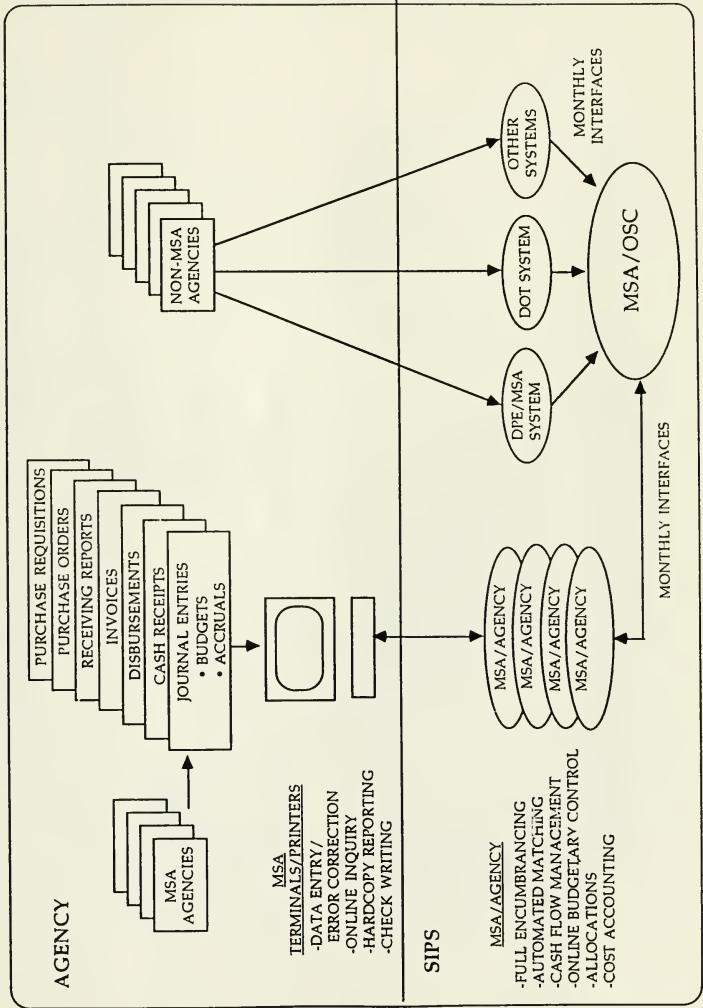 AGENCY
MSA
AGENCIES
PURCHASE REQUISITIONS
PURCHASE ORDERS
RECEIVING REPORTS
INVOICES
DISBURSEMENTS
CASH RECEIPTS
JOURNAL ENTRIES
• BUDGETS
• ACCRUALS
NON-MSA
AGENCIES
MSA
TERMINALS/PRINTERS
-DATA ENTRY/
ERROR CORRECTION
-ONLINE INQUIRY
-HARDCOPY REPORTING
-CHECK WRITING
SIPS
MSA/AGENCY
-FULL ENCUMBRANCING
-AUTOMATED MATCHING
-CASH FLOW MANAGEMENT
-ONLINE BUDGETARY CONTROL
-ALLOCATIONS
-COST ACCOUNTING
MSA/AGENCY
MSA/AGENCY
MSA/AGENCY
MSA/AGENCY
DPE/MSA
SYSTEM
DOT SYSTEM
OTHER
SYSTEMS
MONTHLY
INTERFACES
MONTHLY INTERFACES
MSA/OSC